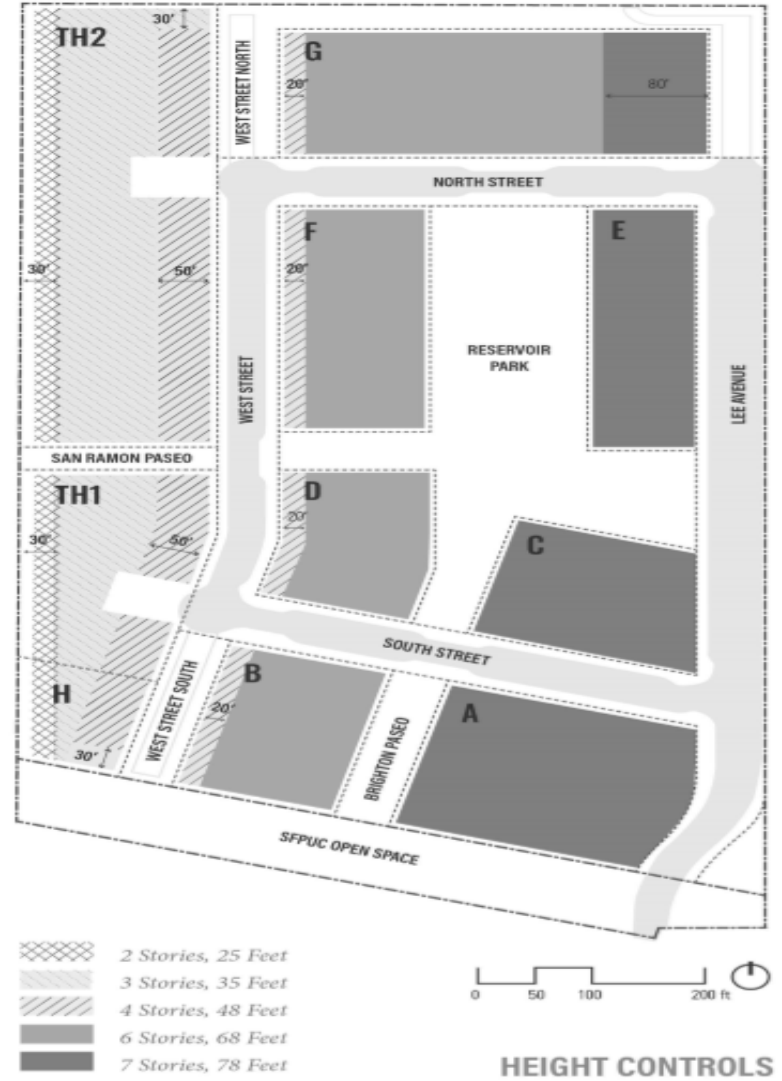 30'
TH2
WEST STREET NORTH
G
20'
80'
NORTH STREET
F
E
30'
50'
20'
RESERVOIR
PARK
WEST STREET
LEE AVENUE
SAN RAMON PASEO
TH1
D
20'
30'
50'
C
SOUTH STREET
H
WEST STREET SOUTH
B
20'
A
BRIGHTON PASEO
30'
SFPUC OPEN SPACE
2 Stories, 25 Feet
3 Stories, 35 Feet
4 Stories, 48 Feet
6 Stories, 68 Feet
7 Stories, 78 Feet
0 50 100 200 ft
HEIGHT CONTROLS